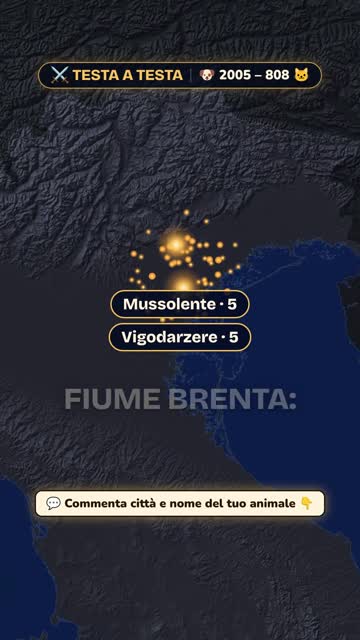 ⚔️ TESTA A TESTA | 🐶 2005 – 808 🐱
Mussolente · 5
Vigodarzere · 5
FIUME BRENTA:
💬 Commenta città e nome del tuo animale 👇